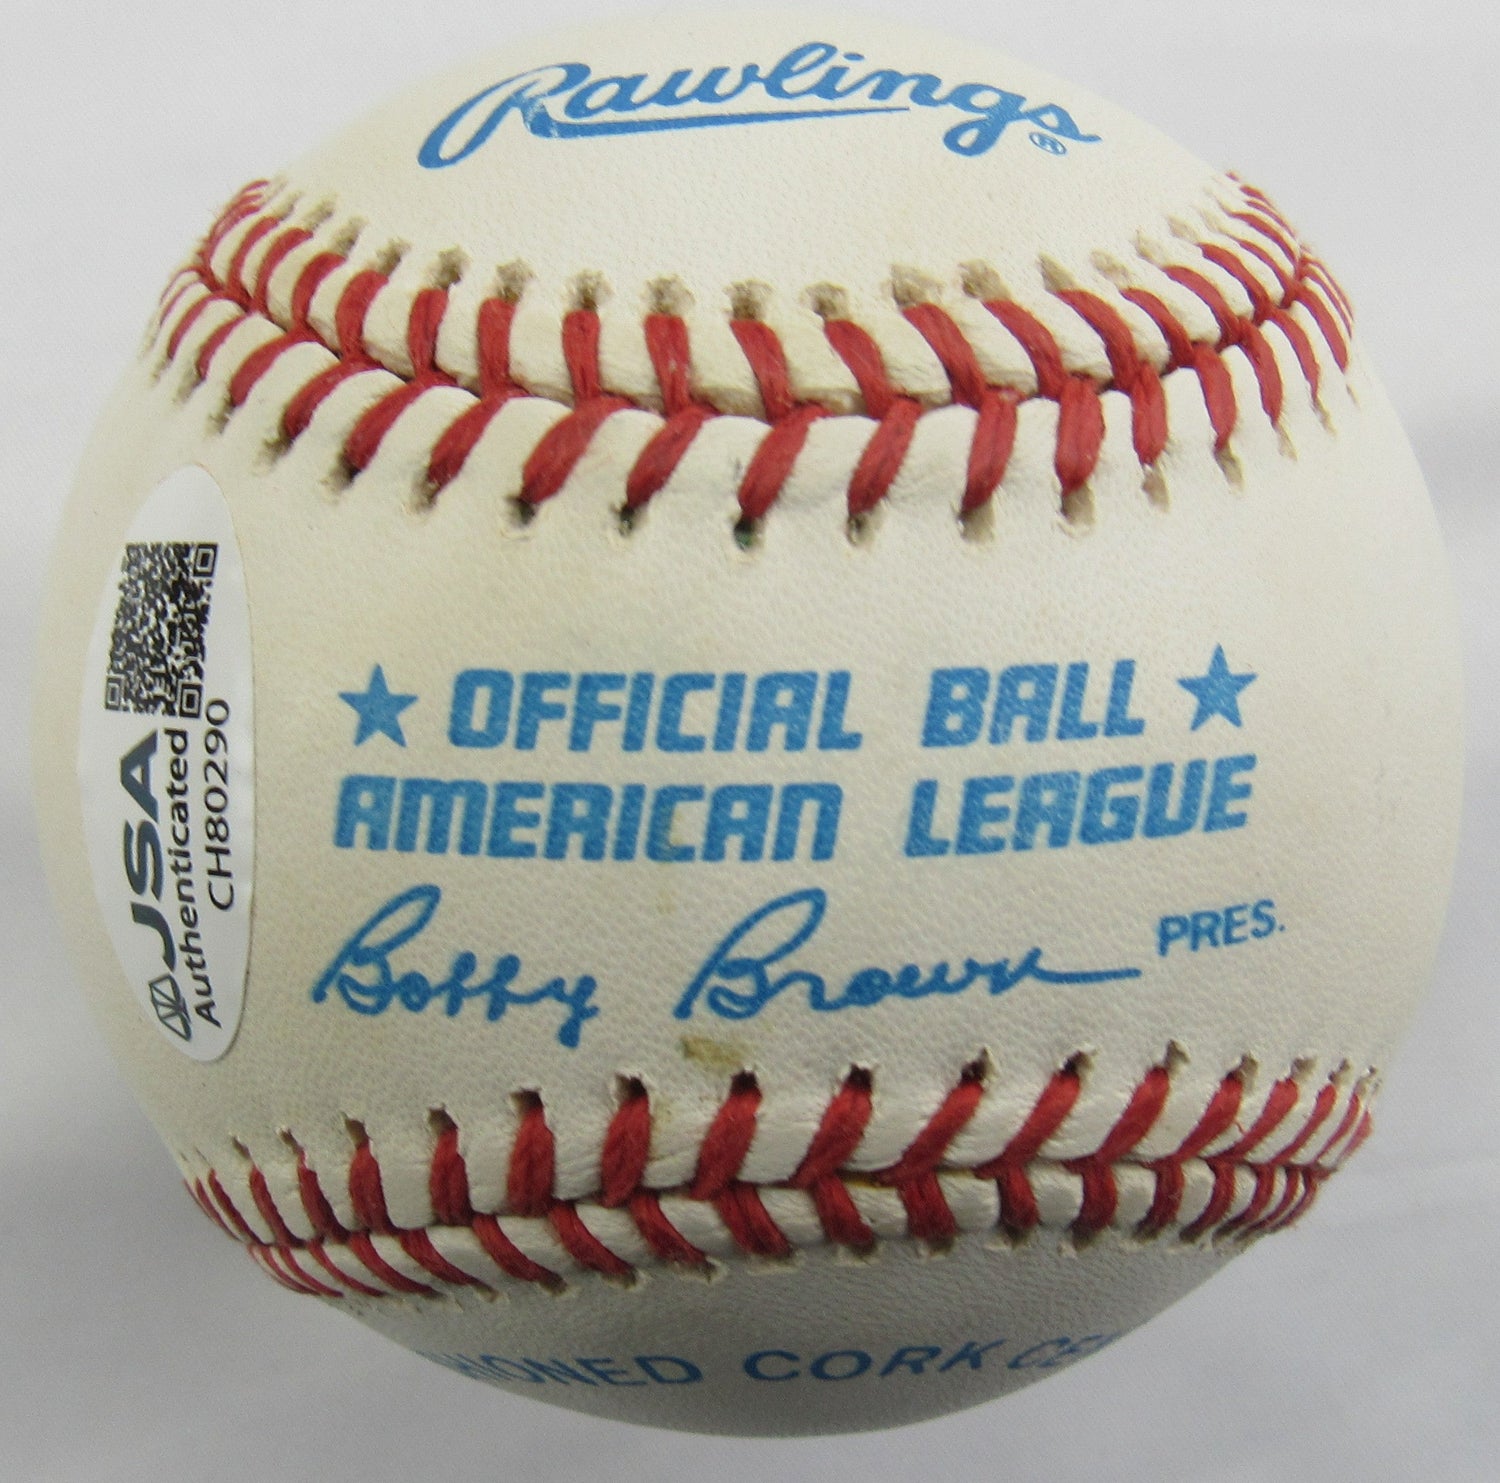 Rawlings ®
OFFICIAL BALL
AMERICAN LEAGUE
Bobby Brown PRES.
CORK
JSA
Authenticated
CH80290